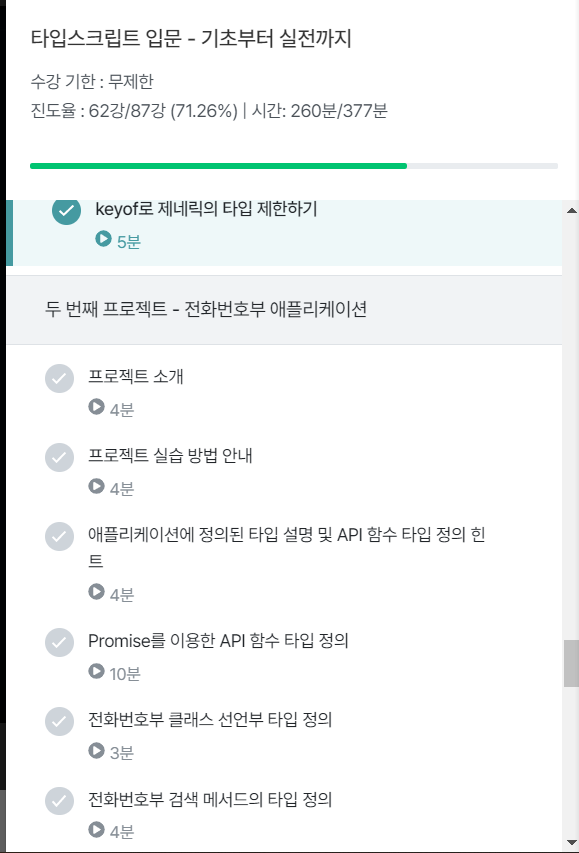 타입스크립트 입문 - 기초부터 실전까지
수강 기한 : 무제한
진도율 : 62강/87강 (71.26%) | 시간: 260분/377분
keyof로 제네릭의 타입 제한하기
5분
두 번째 프로젝트 - 전화번호부 애플리케이션
프로젝트 소개
4분
프로젝트 실습 방법 안내
4분
애플리케이션에 정의된 타입 설명 및 API 함수 타입 정의 힌
트
4분
Promise를 이용한 API 함수 타입 정의
10분
전화번호부 클래스 선언부 타입 정의
3분
전화번호부 검색 메서드의 타입 정의
4분